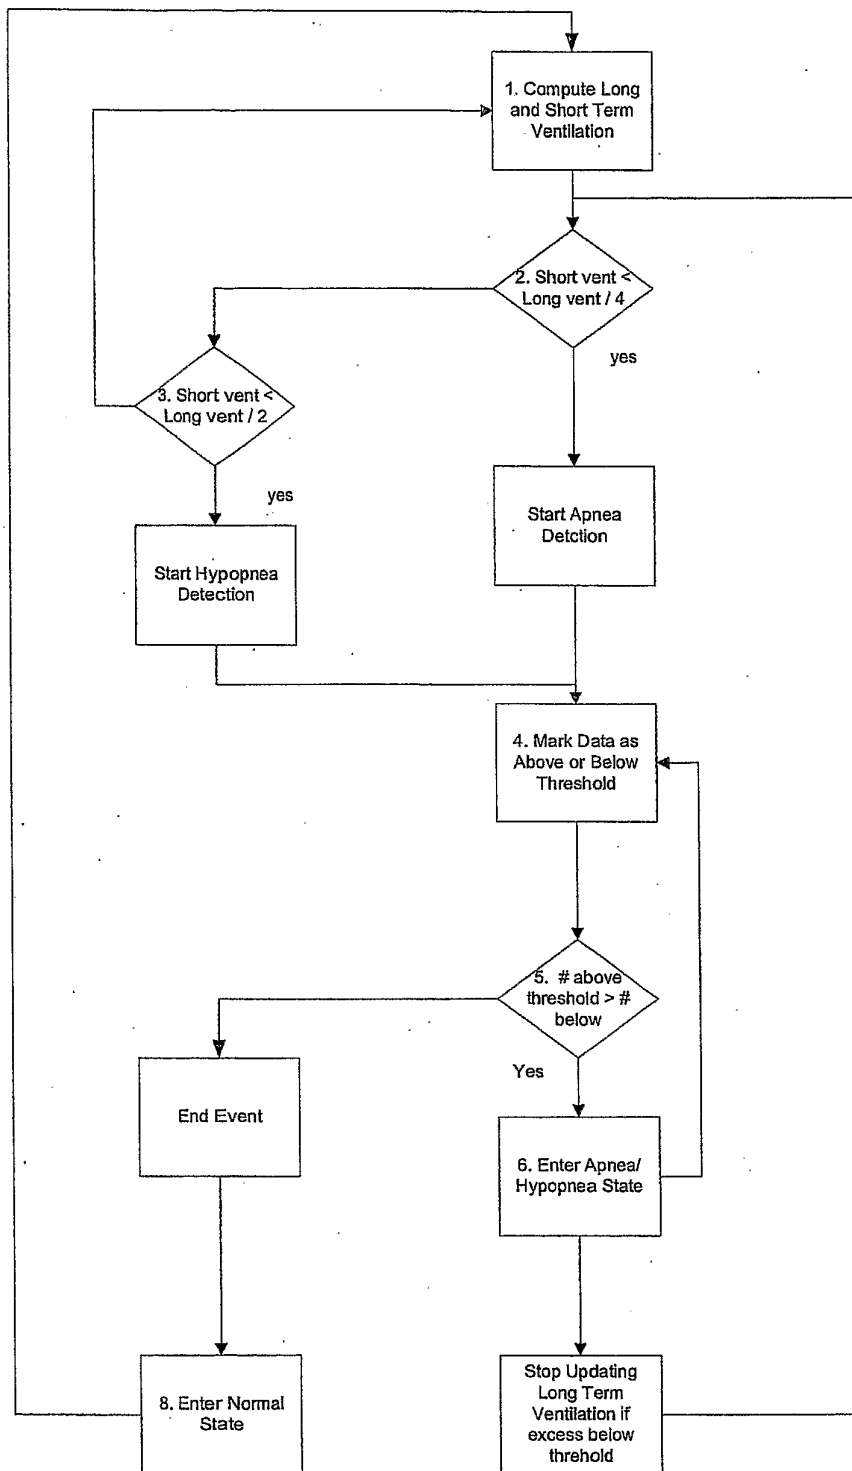 1. Compute Long
and Short Term
Ventilation
2. Short vent <
Long vent / 4
yes
3. Short vent <
Long vent / 2
yes
Start Apnea
Detction
Start Hypopnea
Detection
4. Mark Data as
Above or Below
Threshold
5. # above
threshold > #
below
Yes
End Event
6. Enter Apnea/
Hypopnea State
8. Enter Normal
State
Stop Updating
Long Term
Ventilation if
excess below
threhold